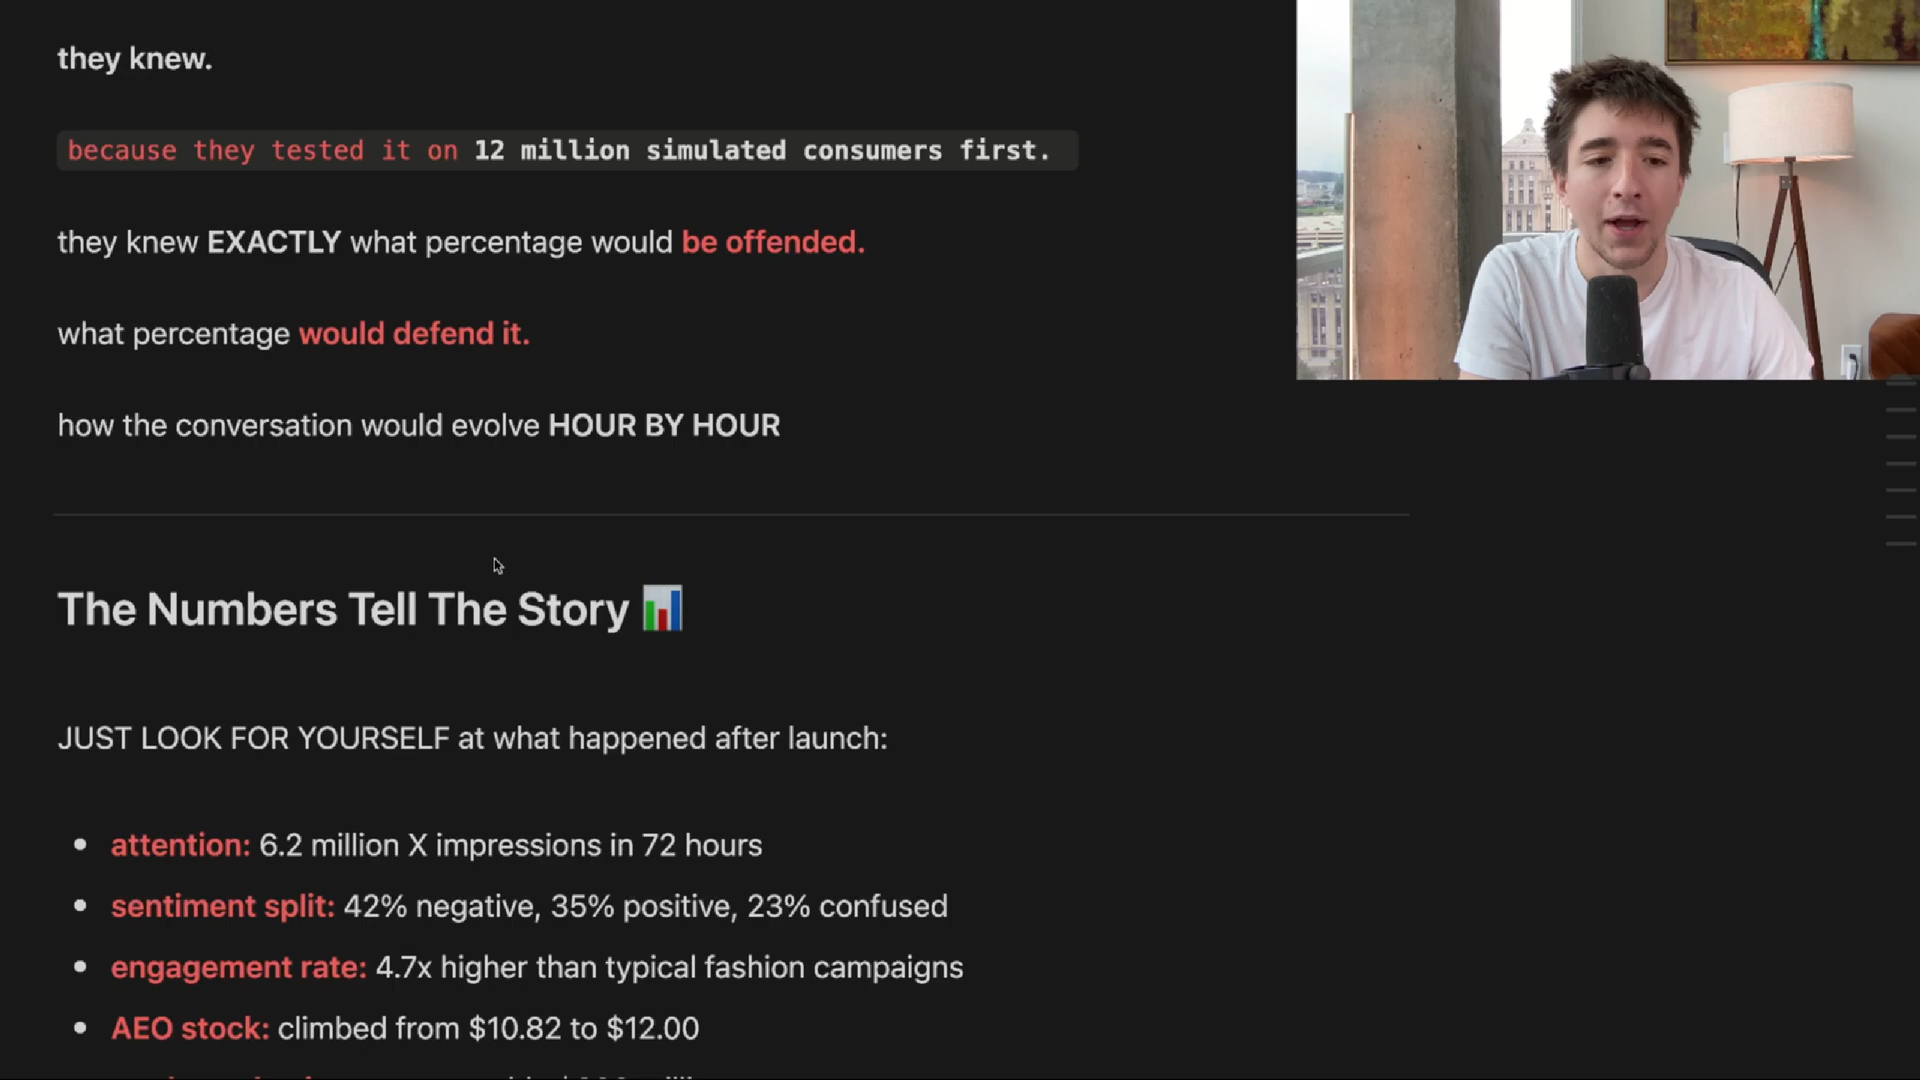 they knew.
because they tested it on 12 million simulated consumers first.
they knew EXACTLY what percentage would be offended.
what percentage would defend it.
how the conversation would evolve HOUR BY HOUR
The Numbers Tell The Story
JUST LOOK FOR YOURSELF at what happened after launch:
• attention: 6.2 million X impressions in 72 hours
• sentiment split: 42% negative, 35% positive, 23% confused
• engagement rate: 4.7x higher than typical fashion campaigns
• AEO stock: climbed from $10.82 to $12.00